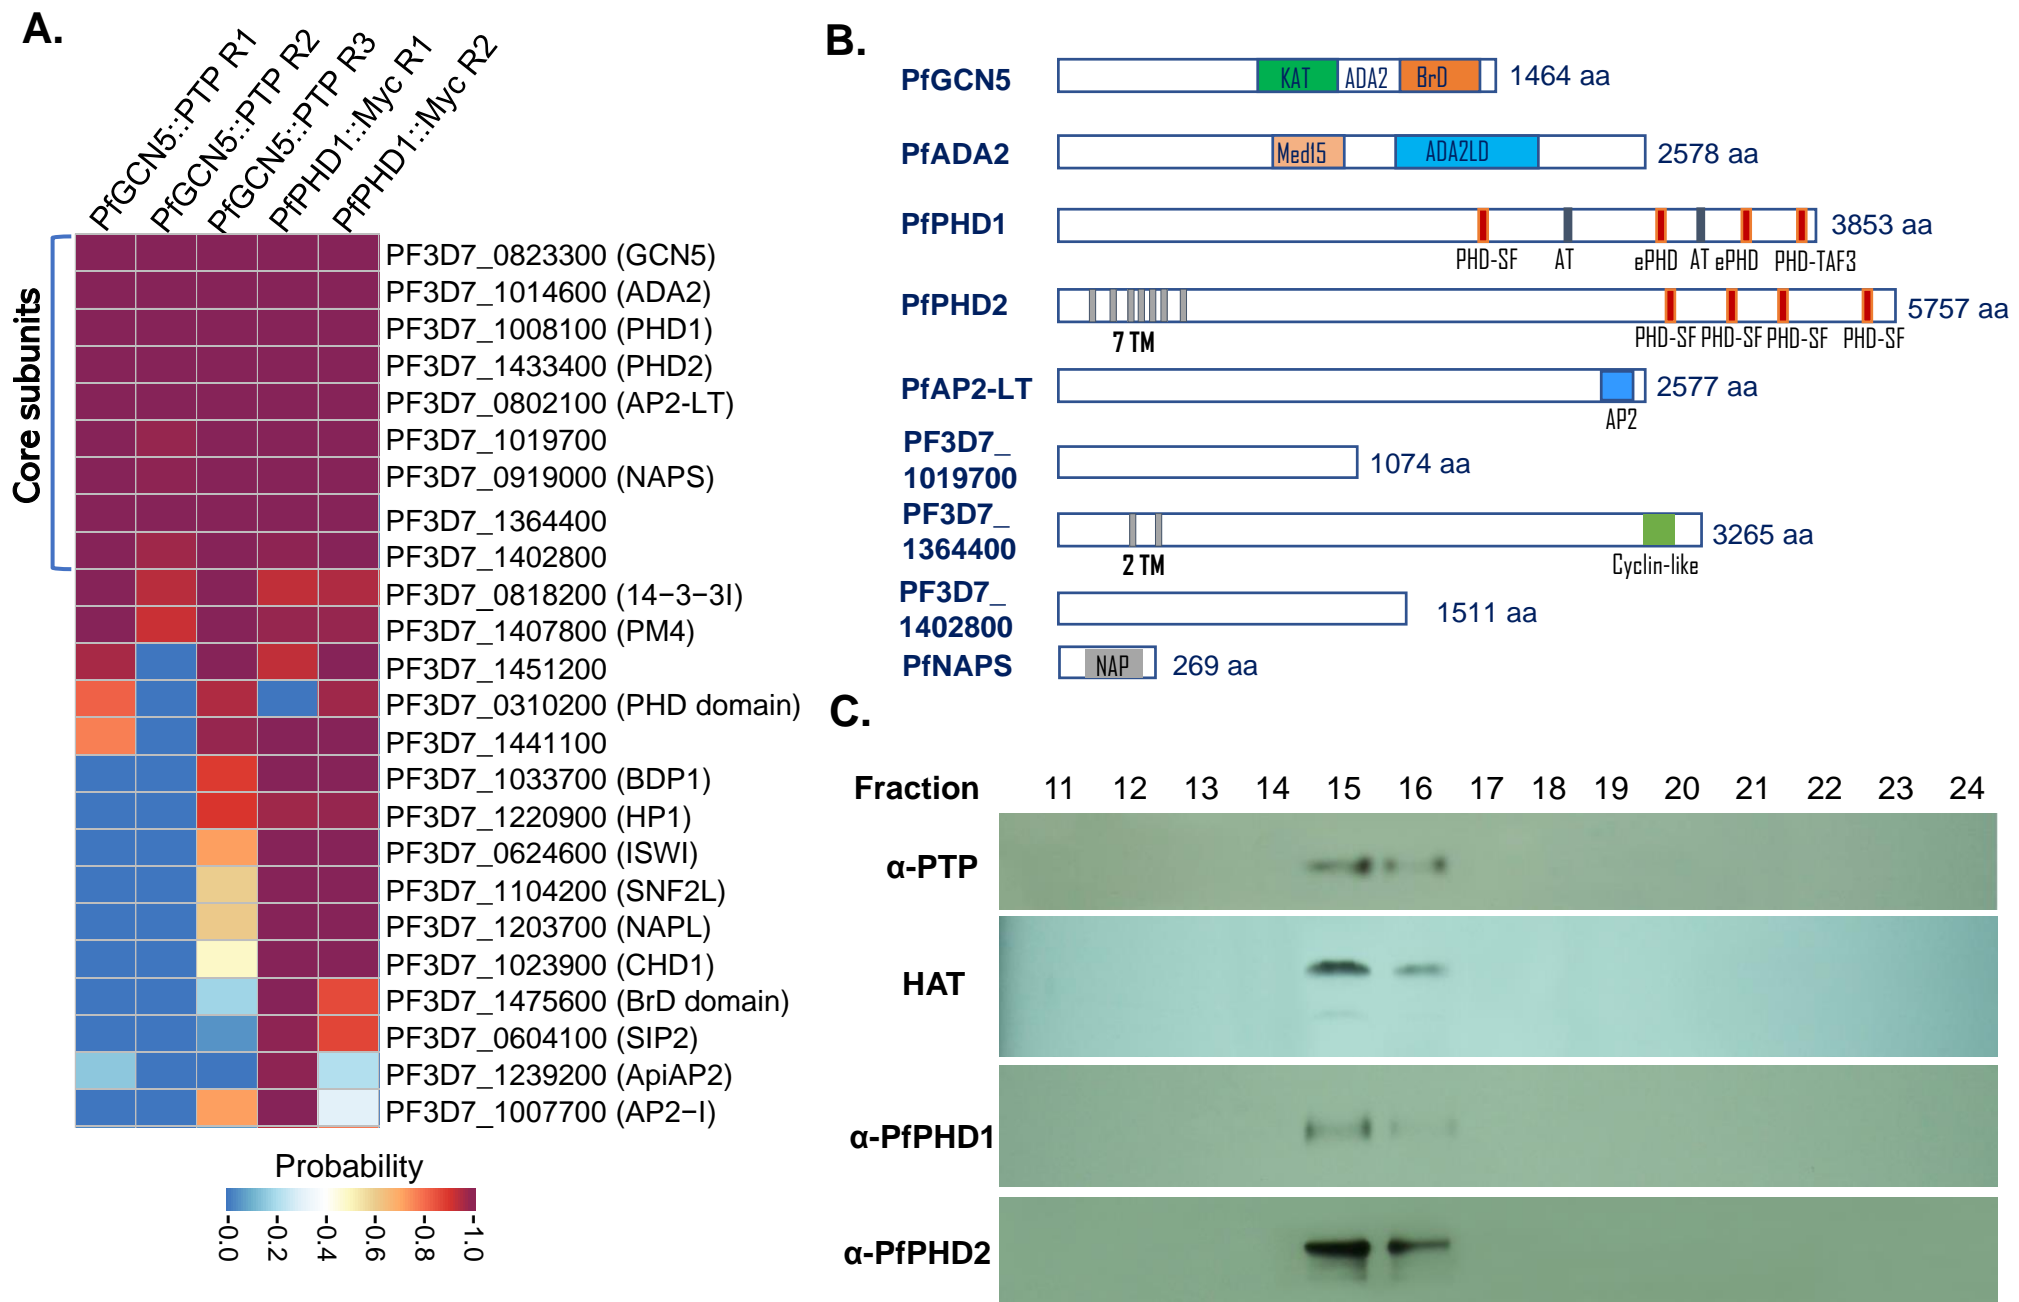 A.
PfGCN5::PTP R1
PfGCN5::PTP R2
PfGCN5::PTP R3
PfPHD1::Myc R1
PfPHD1::Myc R2
Core subunits
PF3D7_0823300 (GCN5)
PF3D7_1014600 (ADA2)
PF3D7_1008100 (PHD1)
PF3D7_1433400 (PHD2)
PF3D7_0802100 (AP2-LT)
PF3D7_1019700
PF3D7_0919000 (NAPS)
PF3D7_1364400
PF3D7_1402800
PF3D7_0818200 (14−3−3I)
PF3D7_1407800 (PM4)
PF3D7_1451200
PF3D7_0310200 (PHD domain)
PF3D7_1441100
PF3D7_1033700 (BDP1)
PF3D7_1220900 (HP1)
PF3D7_0624600 (ISWI)
PF3D7_1104200 (SNF2L)
PF3D7_1203700 (NAPL)
PF3D7_1023900 (CHD1)
PF3D7_1475600 (BrD domain)
PF3D7_0604100 (SIP2)
PF3D7_1239200 (ApiAP2)
PF3D7_1007700 (AP2−I)
Probability
0.0 0.2 0.4 0.6 0.8 1.0
B.
PfGCN5 KAT ADA2 BrD 1464 aa
PfADA2 Med15 ADA2LD 2578 aa
PfPHD1 3853 aa
PHD-SF AT ePHD AT ePHD PHD-TAF3
PfPHD2 5757 aa
7 TM PHD-SF PHD-SF PHD-SF PHD-SF
PfAP2-LT 2577 aa
AP2
PF3D7_
1019700 1074 aa
PF3D7_
1364400 3265 aa
2 TM Cyclin-like
PF3D7_
1402800 1511 aa
PfNAPS NAP 269 aa
C.
Fraction 11 12 13 14 15 16 17 18 19 20 21 22 23 24
α-PTP
HAT
α-PfPHD1
α-PfPHD2